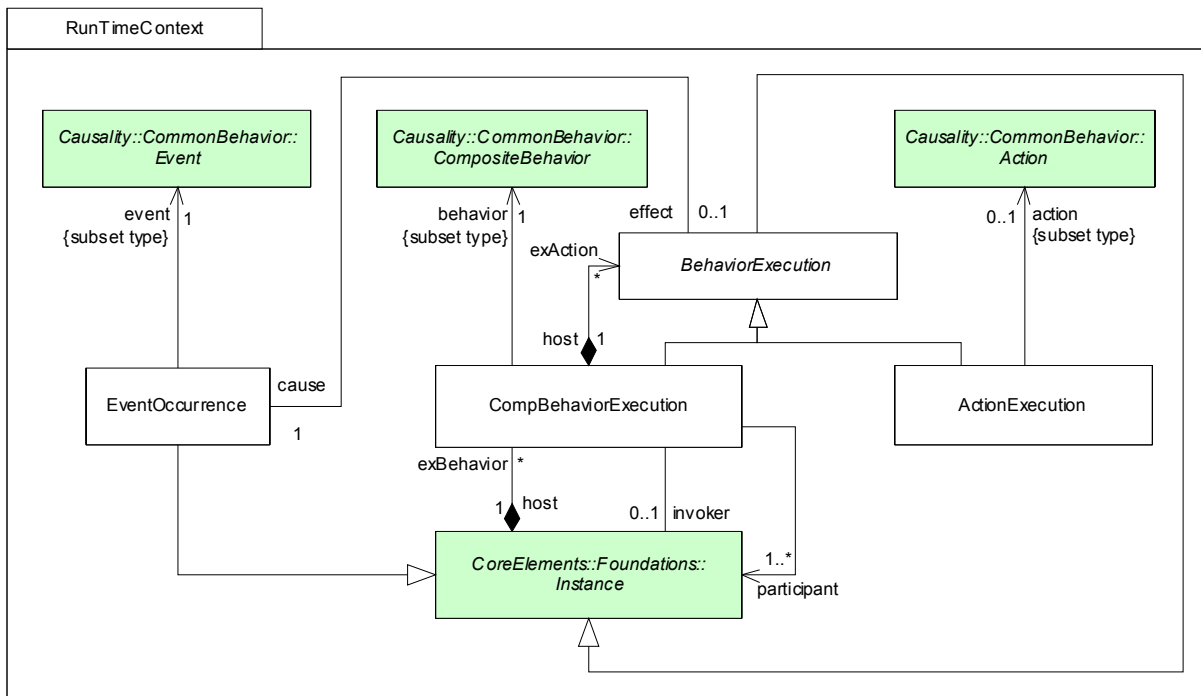 RunTimeContext
Causality::CommonBehavior::
Event
Causality::CommonBehavior::
CompositeBehavior
Causality::CommonBehavior::
Action
event
1
{subset type}
behavior
1
{subset type}
effect
0..1
0..1
action
{subset type}
exAction
*
BehaviorExecution
host
1
EventOccurrence
cause
1
CompBehaviorExecution
ActionExecution
exBehavior
*
1
host
0..1
invoker
1..*
participant
CoreElements::Foundations::
Instance